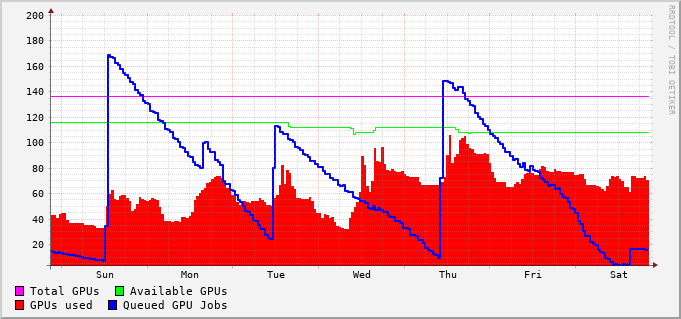 200
180
160
140
120
100
80
60
40
20
Sun Mon Tue Wed Thu Fri Sat
Total GPUs Available GPUs
GPUs used Queued GPU Jobs
RRDTOOL / TOBI OETIKER